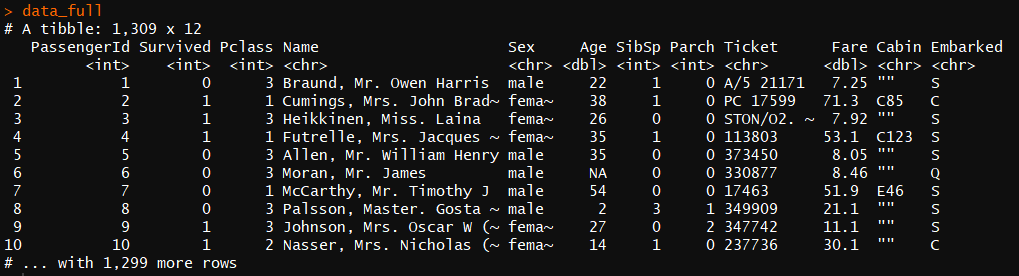 > data_full
# A tibble: 1,309 x 12
   PassengerId Survived Pclass Name                   Sex     Age SibSp Parch Ticket      Fare Cabin Embarked
         <int>    <int>  <int> <chr>                  <chr> <dbl> <int> <int> <chr>      <dbl> <chr> <chr>
 1           1        0      3 Braund, Mr. Owen Harris male     22     1     0 A/5 21171   7.25 ""    S
 2           2        1      1 Cumings, Mrs. John Brad~ fema~    38     1     0 PC 17599   71.3  C85   C
 3           3        1      3 Heikkinen, Miss. Laina  fema~    26     0     0 STON/O2. ~  7.92 ""    S
 4           4        1      1 Futrelle, Mrs. Jacques ~ fema~    35     1     0 113803     53.1  C123  S
 5           5        0      3 Allen, Mr. William Henry male     35     0     0 373450      8.05 ""    S
 6           6        0      3 Moran, Mr. James        male     NA     0     0 330877      8.46 ""    Q
 7           7        0      1 McCarthy, Mr. Timothy J male     54     0     0 17463      51.9  E46   S
 8           8        0      3 Palsson, Master. Gosta ~ male      2     3     1 349909     21.1  ""    S
 9           9        1      3 Johnson, Mrs. Oscar W (~ fema~    27     0     2 347742     11.1  ""    S
10          10        1      2 Nasser, Mrs. Nicholas (~ fema~    14     1     0 237736     30.1  ""    C
# ... with 1,299 more rows